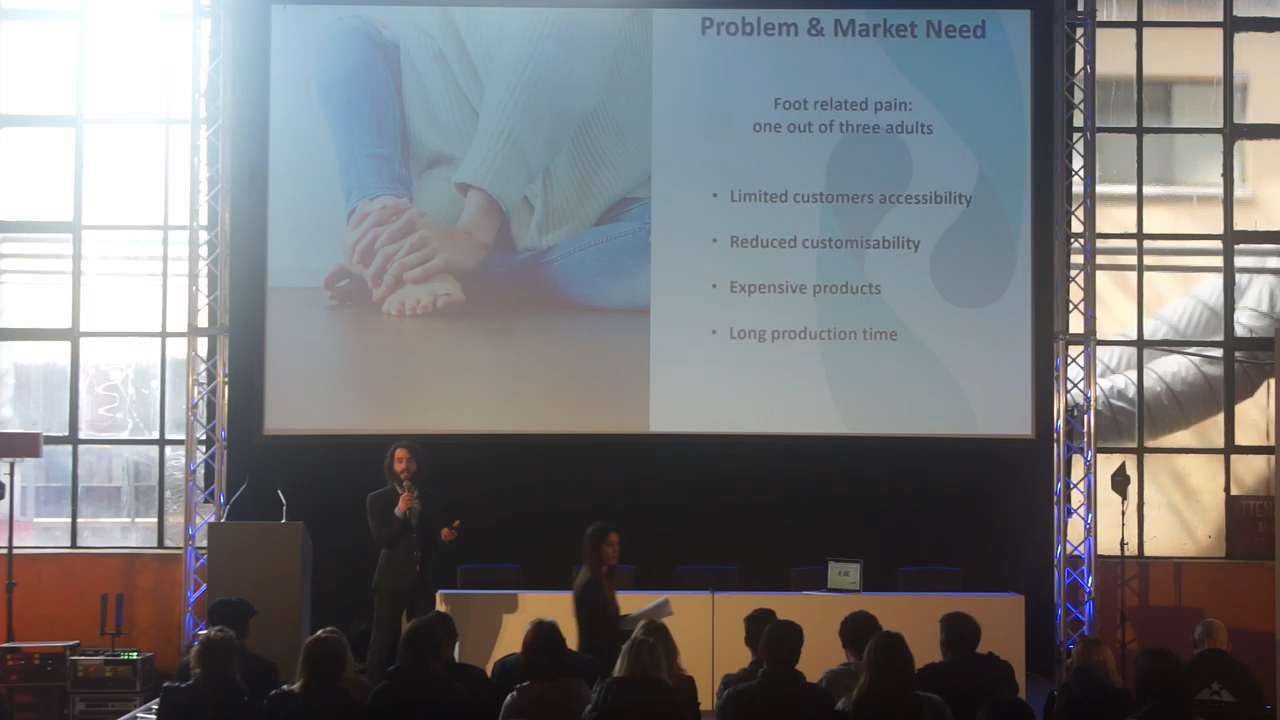 Problem & Market Need
Foot related pain:
one out of three adults
• Limited customers accessibility
• Reduced customisability
• Expensive products
• Long production time